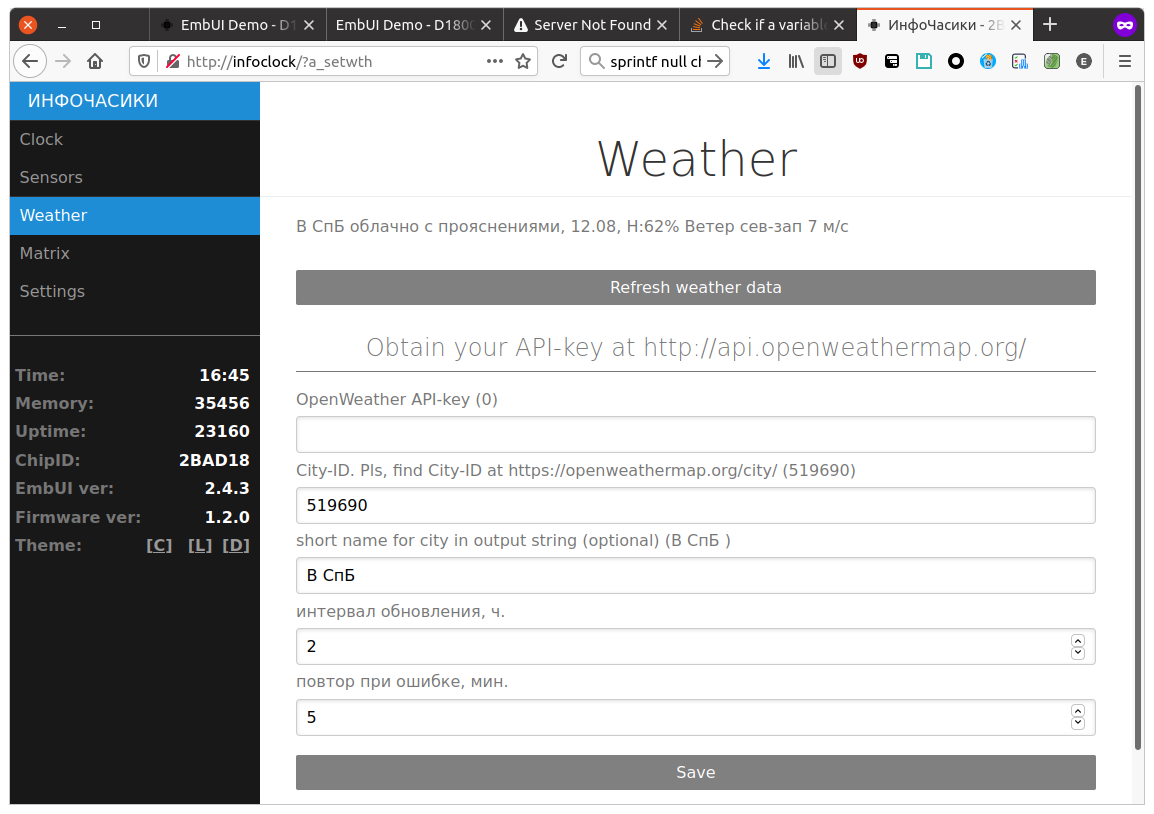 EmbUI Demo - D1
EmbUI Demo - D180
Server Not Found
Check if a variable
ИнфоЧасики - 2B
http://infoclock/?a_setwth
sprintf null cl
ИНФОЧАСИКИ
Clock
Sensors
Weather
Matrix
Settings
Time: 16:45
Memory: 35456
Uptime: 23160
ChipID: 2BAD18
EmbUI ver: 2.4.3
Firmware ver: 1.2.0
Theme: [C] [L] [D]
Weather
В СпБ облачно с прояснениями, 12.08, H:62% Ветер сев-зап 7 м/с
Refresh weather data
Obtain your API-key at http://api.openweathermap.org/
OpenWeather API-key (0)
City-ID. Pls, find City-ID at https://openweathermap.org/city/ (519690)
519690
short name for city in output string (optional) (В СпБ )
В СпБ
интервал обновления, ч.
2
повтор при ошибке, мин.
5
Save